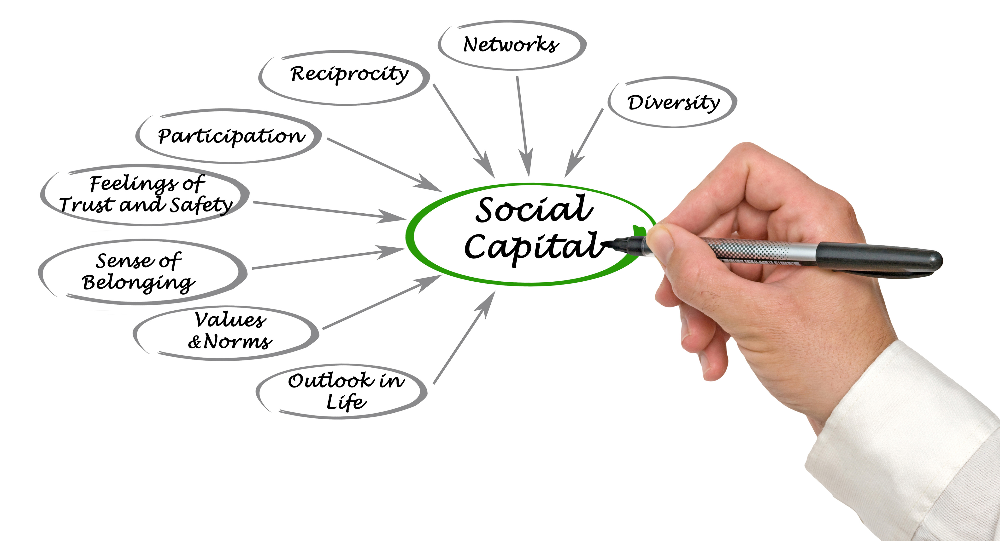 Networks
Reciprocity
Diversity
Participation
Feelings of
Trust and Safety
Social
Capital
Sense of
Belonging
Values
&Norms
Outlook in
Life